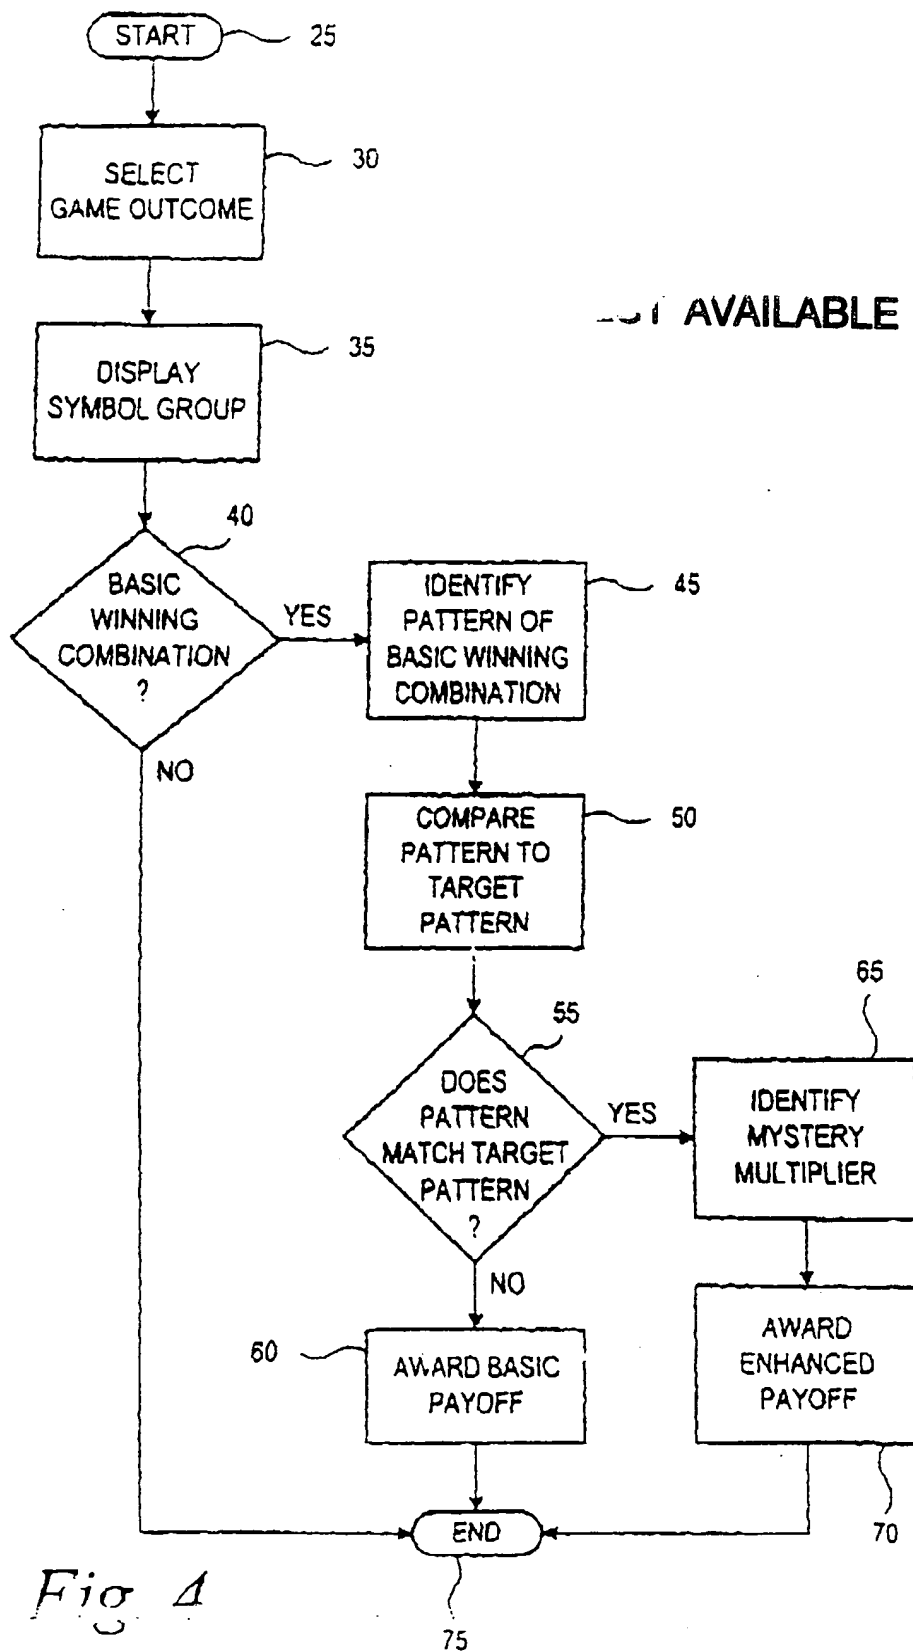 START
25
SELECT
GAME OUTCOME
30
AVAILABLE
DISPLAY
SYMBOL GROUP
35
40
BASIC
WINNING
COMBINATION
?
YES
IDENTIFY
PATTERN OF
BASIC WINNING
COMBINATION
45
NO
COMPARE
PATTERN TO
TARGET
PATTERN
50
55
DOES
PATTERN
MATCH TARGET
PATTERN
?
YES
65
IDENTIFY
MYSTERY
MULTIPLIER
NO
60
AWARD BASIC
PAYOFF
AWARD
ENHANCED
PAYOFF
70
END
75
Fig 4